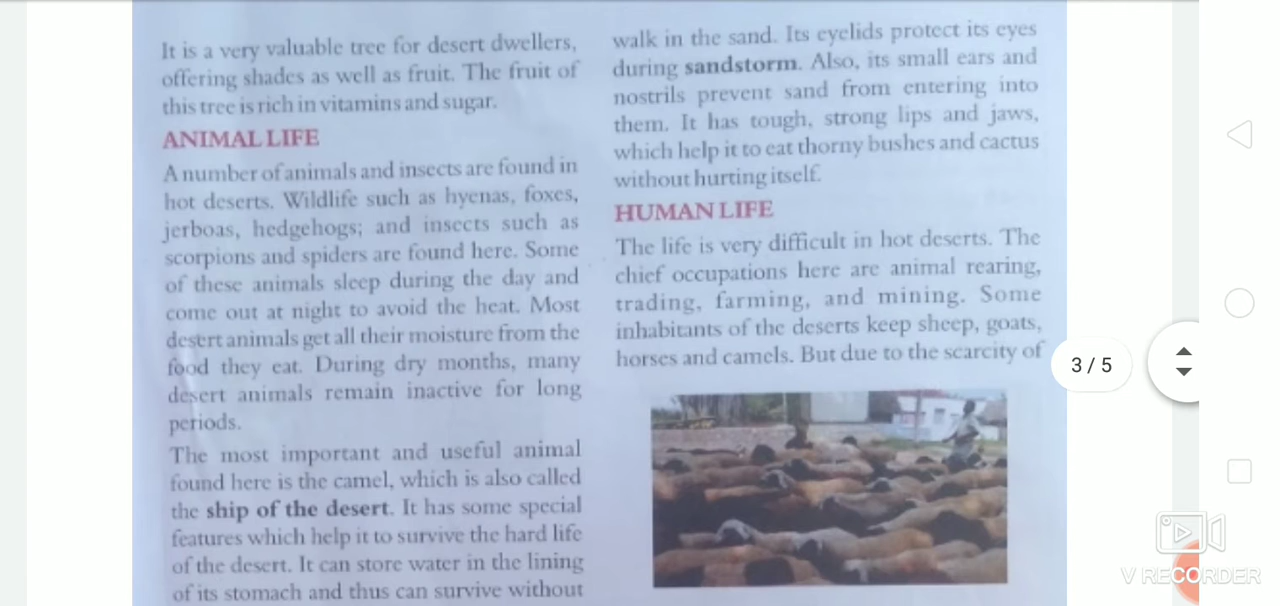 It is a very valuable tree for desert dwellers,
offering shades as well as fruit. The fruit of
this tree is rich in vitamins and sugar.
ANIMAL LIFE
A number of animals and insects are found in
hot deserts. Wildlife such as hyenas, foxes,
jerboas, hedgehogs; and insects such as
scorpions and spiders are found here. Some
of these animals sleep during the day and
come out at night to avoid the heat. Most
desert animals get all their moisture from the
food they eat. During dry months, many
desert animals remain inactive for long
periods.
The most important and useful animal
found here is the camel, which is also called
the ship of the desert. It has some special
features which help it to survive the hard life
of the desert. It can store water in the lining
of its stomach and thus can survive without
walk in the sand. Its eyelids protect its eyes
during sandstorm. Also, its small ears and
nostrils prevent sand from entering into
them. It has tough, strong lips and jaws,
which help it to eat thorny bushes and cactus
without hurting itself.
HUMAN LIFE
The life is very difficult in hot deserts. The
chief occupations here are animal rearing,
trading, farming, and mining. Some
inhabitants of the deserts keep sheep, goats,
horses and camels. But due to the scarcity of
3 / 5
V RECORDER